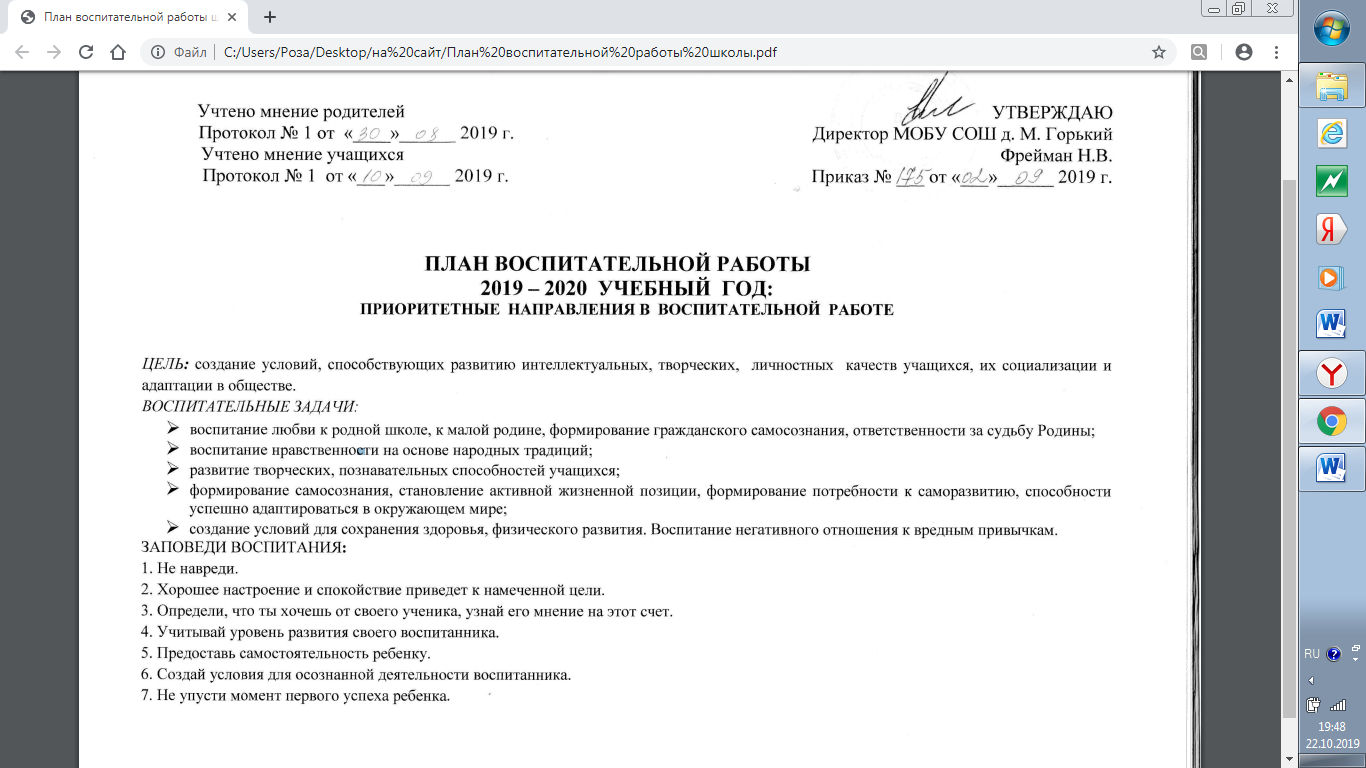 План воспитательной работы ш
Файл C:/Users/Роза/Desktop/на%20сайт/План%20воспитательной%20работы%20школы.pdf
Учтено мнение родителей
Протокол № 1 от «30» 08 2019 г.
Учтено мнение учащихся
Протокол № 1 от «10» 09 2019 г.
УТВЕРЖДАЮ
Директор МОБУ СОШ д. М. Горький
Фрейман Н.В.
Приказ № 175 от «02» 09 2019 г.
ПЛАН ВОСПИТАТЕЛЬНОЙ РАБОТЫ
2019 – 2020 УЧЕБНЫЙ ГОД:
ПРИОРИТЕТНЫЕ НАПРАВЛЕНИЯ В ВОСПИТАТЕЛЬНОЙ РАБОТЕ
ЦЕЛЬ: создание условий, способствующих развитию интеллектуальных, творческих, личностных качеств учащихся, их социализации и
адаптации в обществе.
ВОСПИТАТЕЛЬНЫЕ ЗАДАЧИ:
воспитание любви к родной школе, к малой родине, формирование гражданского самосознания, ответственности за судьбу Родины;
воспитание нравственности на основе народных традиций;
развитие творческих, познавательных способностей учащихся;
формирование самосознания, становление активной жизненной позиции, формирование потребности к саморазвитию, способности
успешно адаптироваться в окружающем мире;
создание условий для сохранения здоровья, физического развития. Воспитание негативного отношения к вредным привычкам.
ЗАПОВЕДИ ВОСПИТАНИЯ:
1. Не навреди.
2. Хорошее настроение и спокойствие приведет к намеченной цели.
3. Определи, что ты хочешь от своего ученика, узнай его мнение на этот счет.
4. Учитывай уровень развития своего воспитанника.
5. Предоставь самостоятельность ребенку.
6. Создай условия для осознанной деятельности воспитанника.
7. Не упусти момент первого успеха ребенка.
RU
19:48
22.10.2019